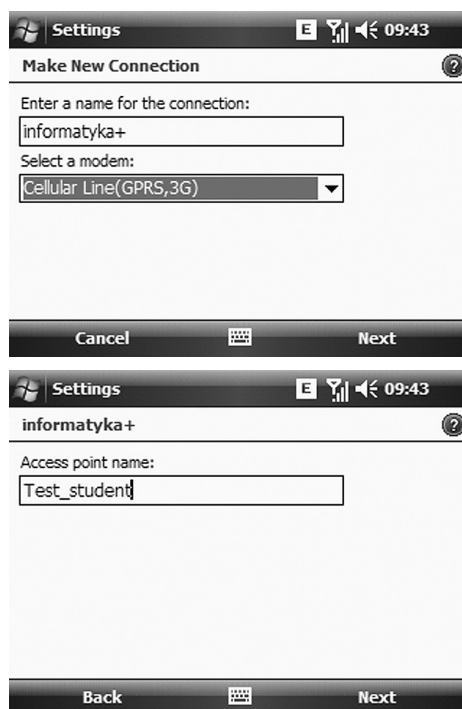 Settings E 09:43
Make New Connection ?
Enter a name for the connection:
informatyka+
Select a modem:
Cellular Line(GPRS,3G)
Cancel Next
Settings E 09:43
informatyka+ ?
Access point name:
Test_student
Back Next